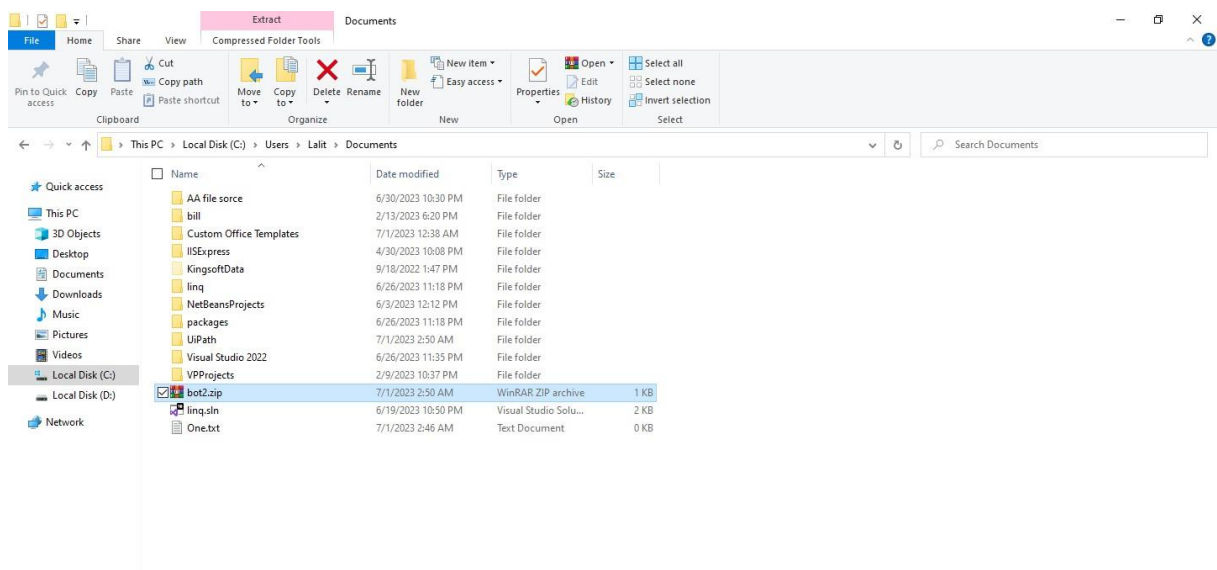 Extract
Documents
File Home Share View Compressed Folder Tools
Pin to Quick access
Copy
Paste
Cut
Copy path
Paste shortcut
Clipboard
Move to
Copy to
Delete
Rename
Organize
New folder
New item
Easy access
New
Properties
Open
Edit
History
Open
Select all
Select none
Invert selection
Select
This PC > Local Disk (C:) > Users > Lalit > Documents
Search Documents
Quick access
This PC
3D Objects
Desktop
Documents
Downloads
Music
Pictures
Videos
Local Disk (C:)
Local Disk (D:)
Network
Name Date modified Type Size
AA file sorce 6/30/2023 10:30 PM File folder
bill 2/13/2023 6:20 PM File folder
Custom Office Templates 7/1/2023 12:38 AM File folder
IISExpress 4/30/2023 10:08 PM File folder
KingsoftData 9/18/2022 1:47 PM File folder
linq 6/26/2023 11:18 PM File folder
NetBeansProjects 6/3/2023 12:12 PM File folder
packages 6/26/2023 11:18 PM File folder
UiPath 7/1/2023 2:50 AM File folder
Visual Studio 2022 6/26/2023 11:35 PM File folder
VPProjects 2/9/2023 10:37 PM File folder
bot2.zip 7/1/2023 2:50 AM WinRAR ZIP archive 1 KB
linq.sln 6/19/2023 10:50 PM Visual Studio Solu... 2 KB
One.txt 7/1/2023 2:46 AM Text Document 0 KB